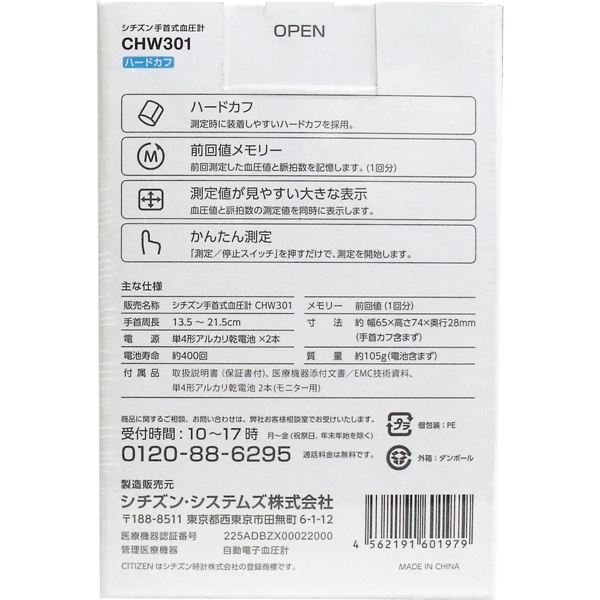 シチズン手首式血圧計
CHW301
ハードカフ
OPEN
ハードカフ
測定時に装着しやすいハードカフを採用。
M
前回値メモリー
前回測定した血圧値と脈拍数を記憶します。(1回分)
測定値が見やすい大きな表示
血圧値と脈拍数の測定値を同時に表示します。
かんたん測定
「測定/停止スイッチ」を押すだけで、測定を開始します。
主な仕様
販売名称 シチズン手首式血圧計 CHW301
手首周長 13.5 ~ 21.5cm
電源 単4形アルカリ乾電池 ×2本
電池寿命 約400回
メモリー 前回値 (1回分)
寸法 約 幅65×高さ74×奥行28mm
(手首カフ含まず)
質量 約105g(電池含まず)
付属品 取扱説明書 (保証書付)、医療機器添付文書/EMC技術資料、
単4形アルカリ乾電池 2本(モニター用)
商品に関するご相談、お問い合わせは、弊社お客様相談室でお受けいたします。
受付時間:10~17時 月~金(祝祭日、年末年始を除く)
0120-88-6295 通話料金は無料です。
プラ 個包装:PE
外箱:ダンボール
製造販売元
シチズン・システムズ株式会社
〒188-8511 東京都西東京市田無町 6-1-12
医療機器認証番号 225ADBZX00022000
管理医療機器 自動電子血圧計
CITIZEN はシチズン時計株式会社の登録商標です。
4 562191 601979
MADE IN CHINA